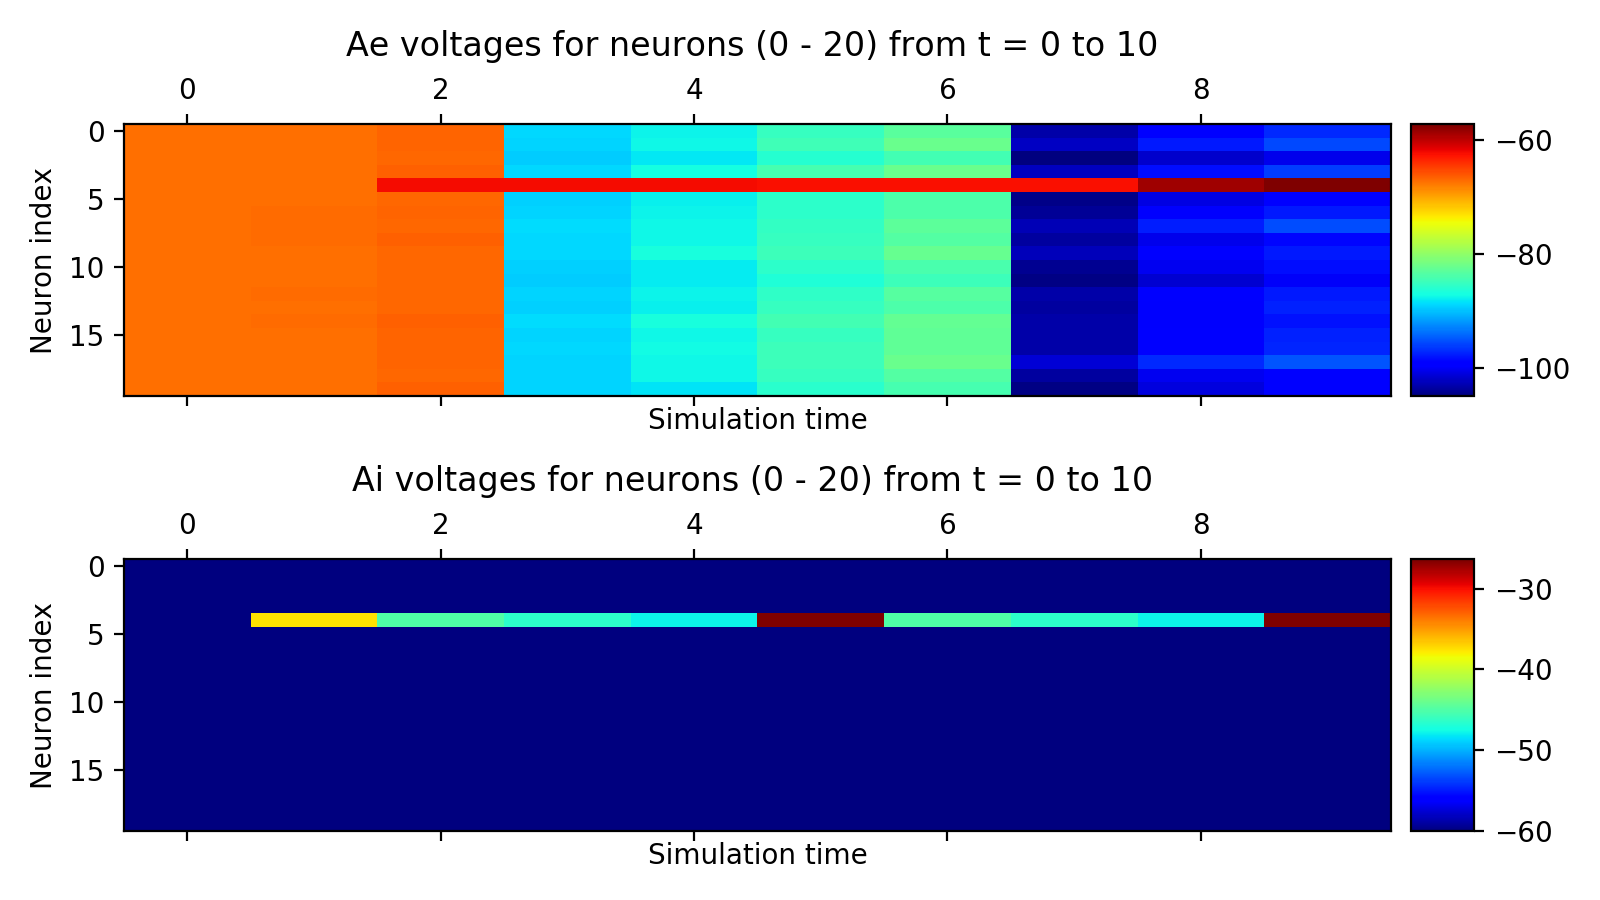 Ae voltages for neurons (0 - 20) from t = 0 to 10
0 2 4 6 8
Neuron index
0
5
10
15
Simulation time
−60
−80
−100
Ai voltages for neurons (0 - 20) from t = 0 to 10
0 2 4 6 8
Neuron index
0
5
10
15
Simulation time
−30
−40
−50
−60